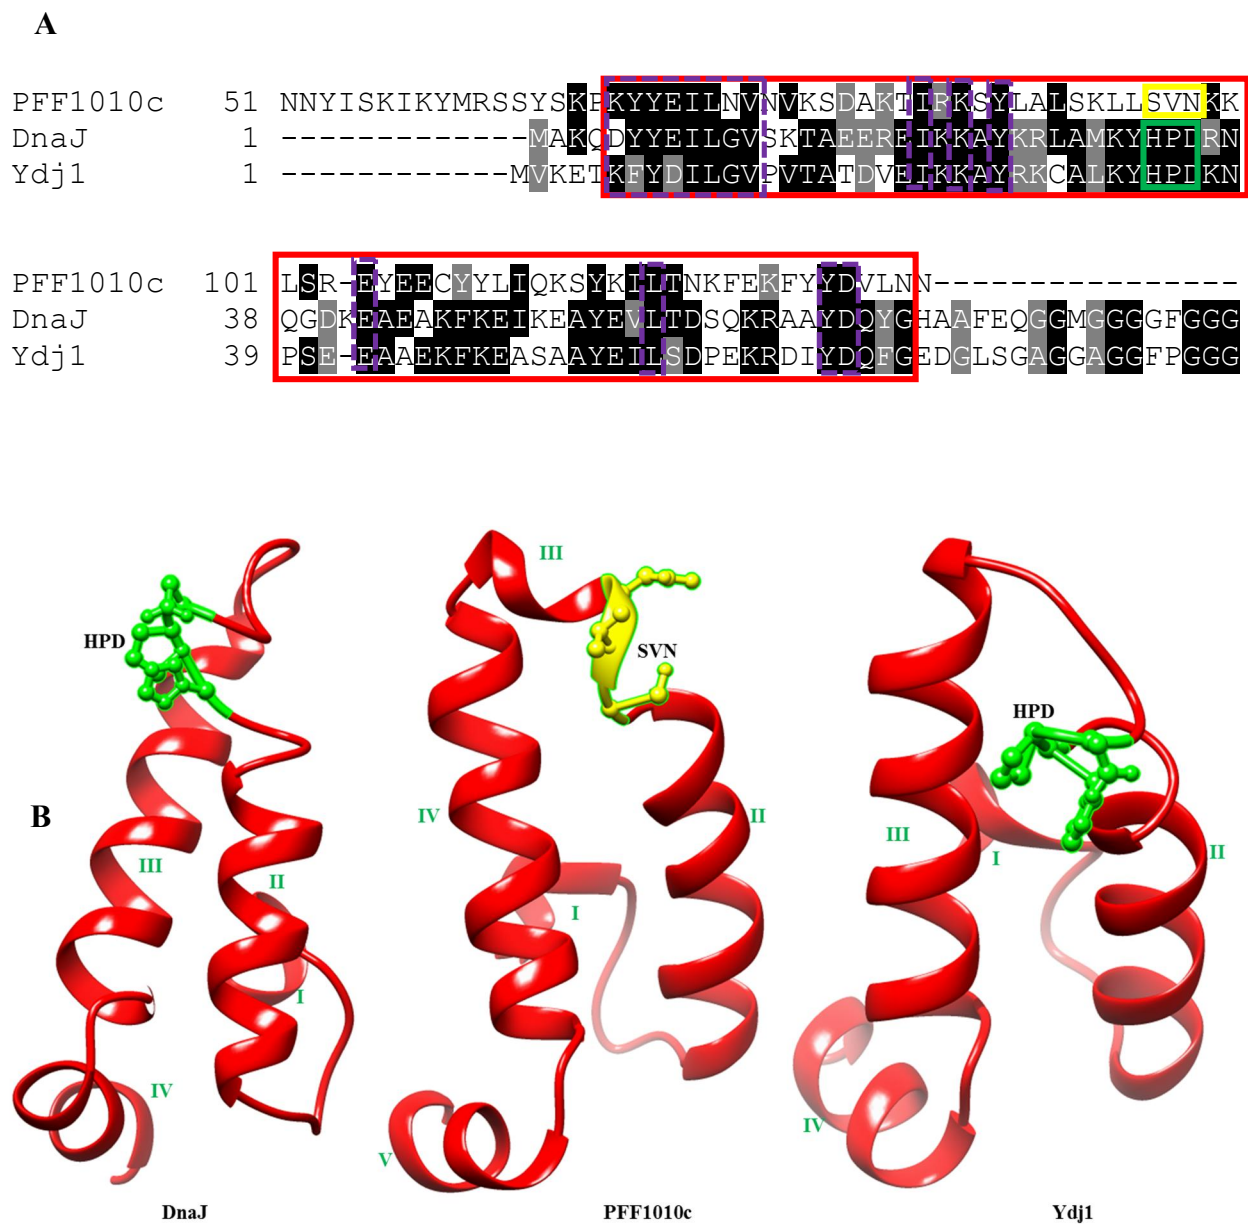 A
PFF1010c 51 NNYISKIKYMRSSYSKPKYYEILNVNVKSDAKTIRKSYLALSKLLSVNKK
DnaJ 1 -------------MAKQDYYEILGVSKTAEEREIKKAYKRLAMKYHPDRN
Ydj1 1 ------------MVKETKFYDILGVPVTATDVEIKKAYRKCALKYHPDKN
PFF1010c 101 LSR-EYEECYYLIQKSYKILTNKFEKFYYDVLNN----------------
DnaJ 38 QGDKEAEAKFKEIKEAYEVLTDSQKRAAYDQYGHAAFEQGGMGGGGFGGG
Ydj1 39 PSE-EAAEKFKEASAAYEILSDPEKRDIYDQFGEDGLSGAGGAGGFPGGG
III
HPD
SVN
HPD
B
IV
II
III
I
II
III
II
I
I
IV
V
IV
DnaJ
PFF1010c
Ydj1